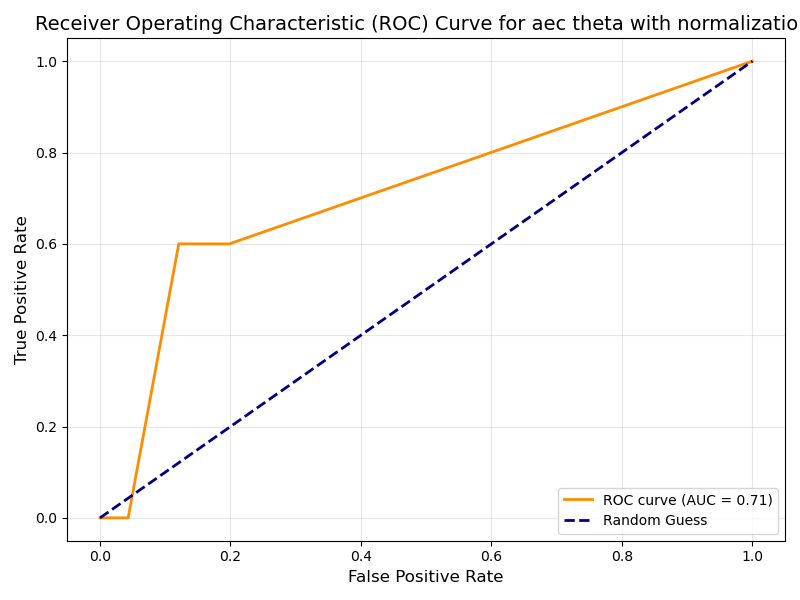 Receiver Operating Characteristic (ROC) Curve for aec theta with normalizatio
1.0
0.8
0.6
0.4
0.2
0.0
True Positive Rate
0.0 0.2 0.4 0.6 0.8 1.0
False Positive Rate
ROC curve (AUC = 0.71)
Random Guess